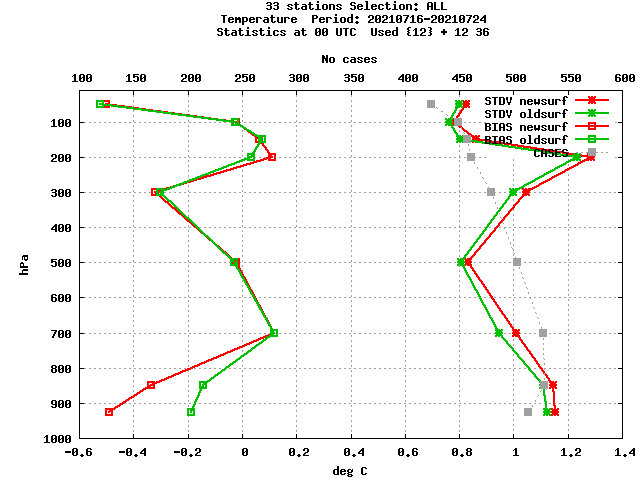 33 stations Selection: ALL
Temperature  Period: 20210716-20210724
Statistics at 00 UTC  Used {12} + 12 36
No cases
100 150 200 250 300 350 400 450 500 550 600
STDV newsurf
STDV oldsurf
BIAS newsurf
BIAS oldsurf
CASES
100
200
300
400
500
600
700
800
900
1000
hPa
-0.6 -0.4 -0.2 0 0.2 0.4 0.6 0.8 1 1.2 1.4
deg C